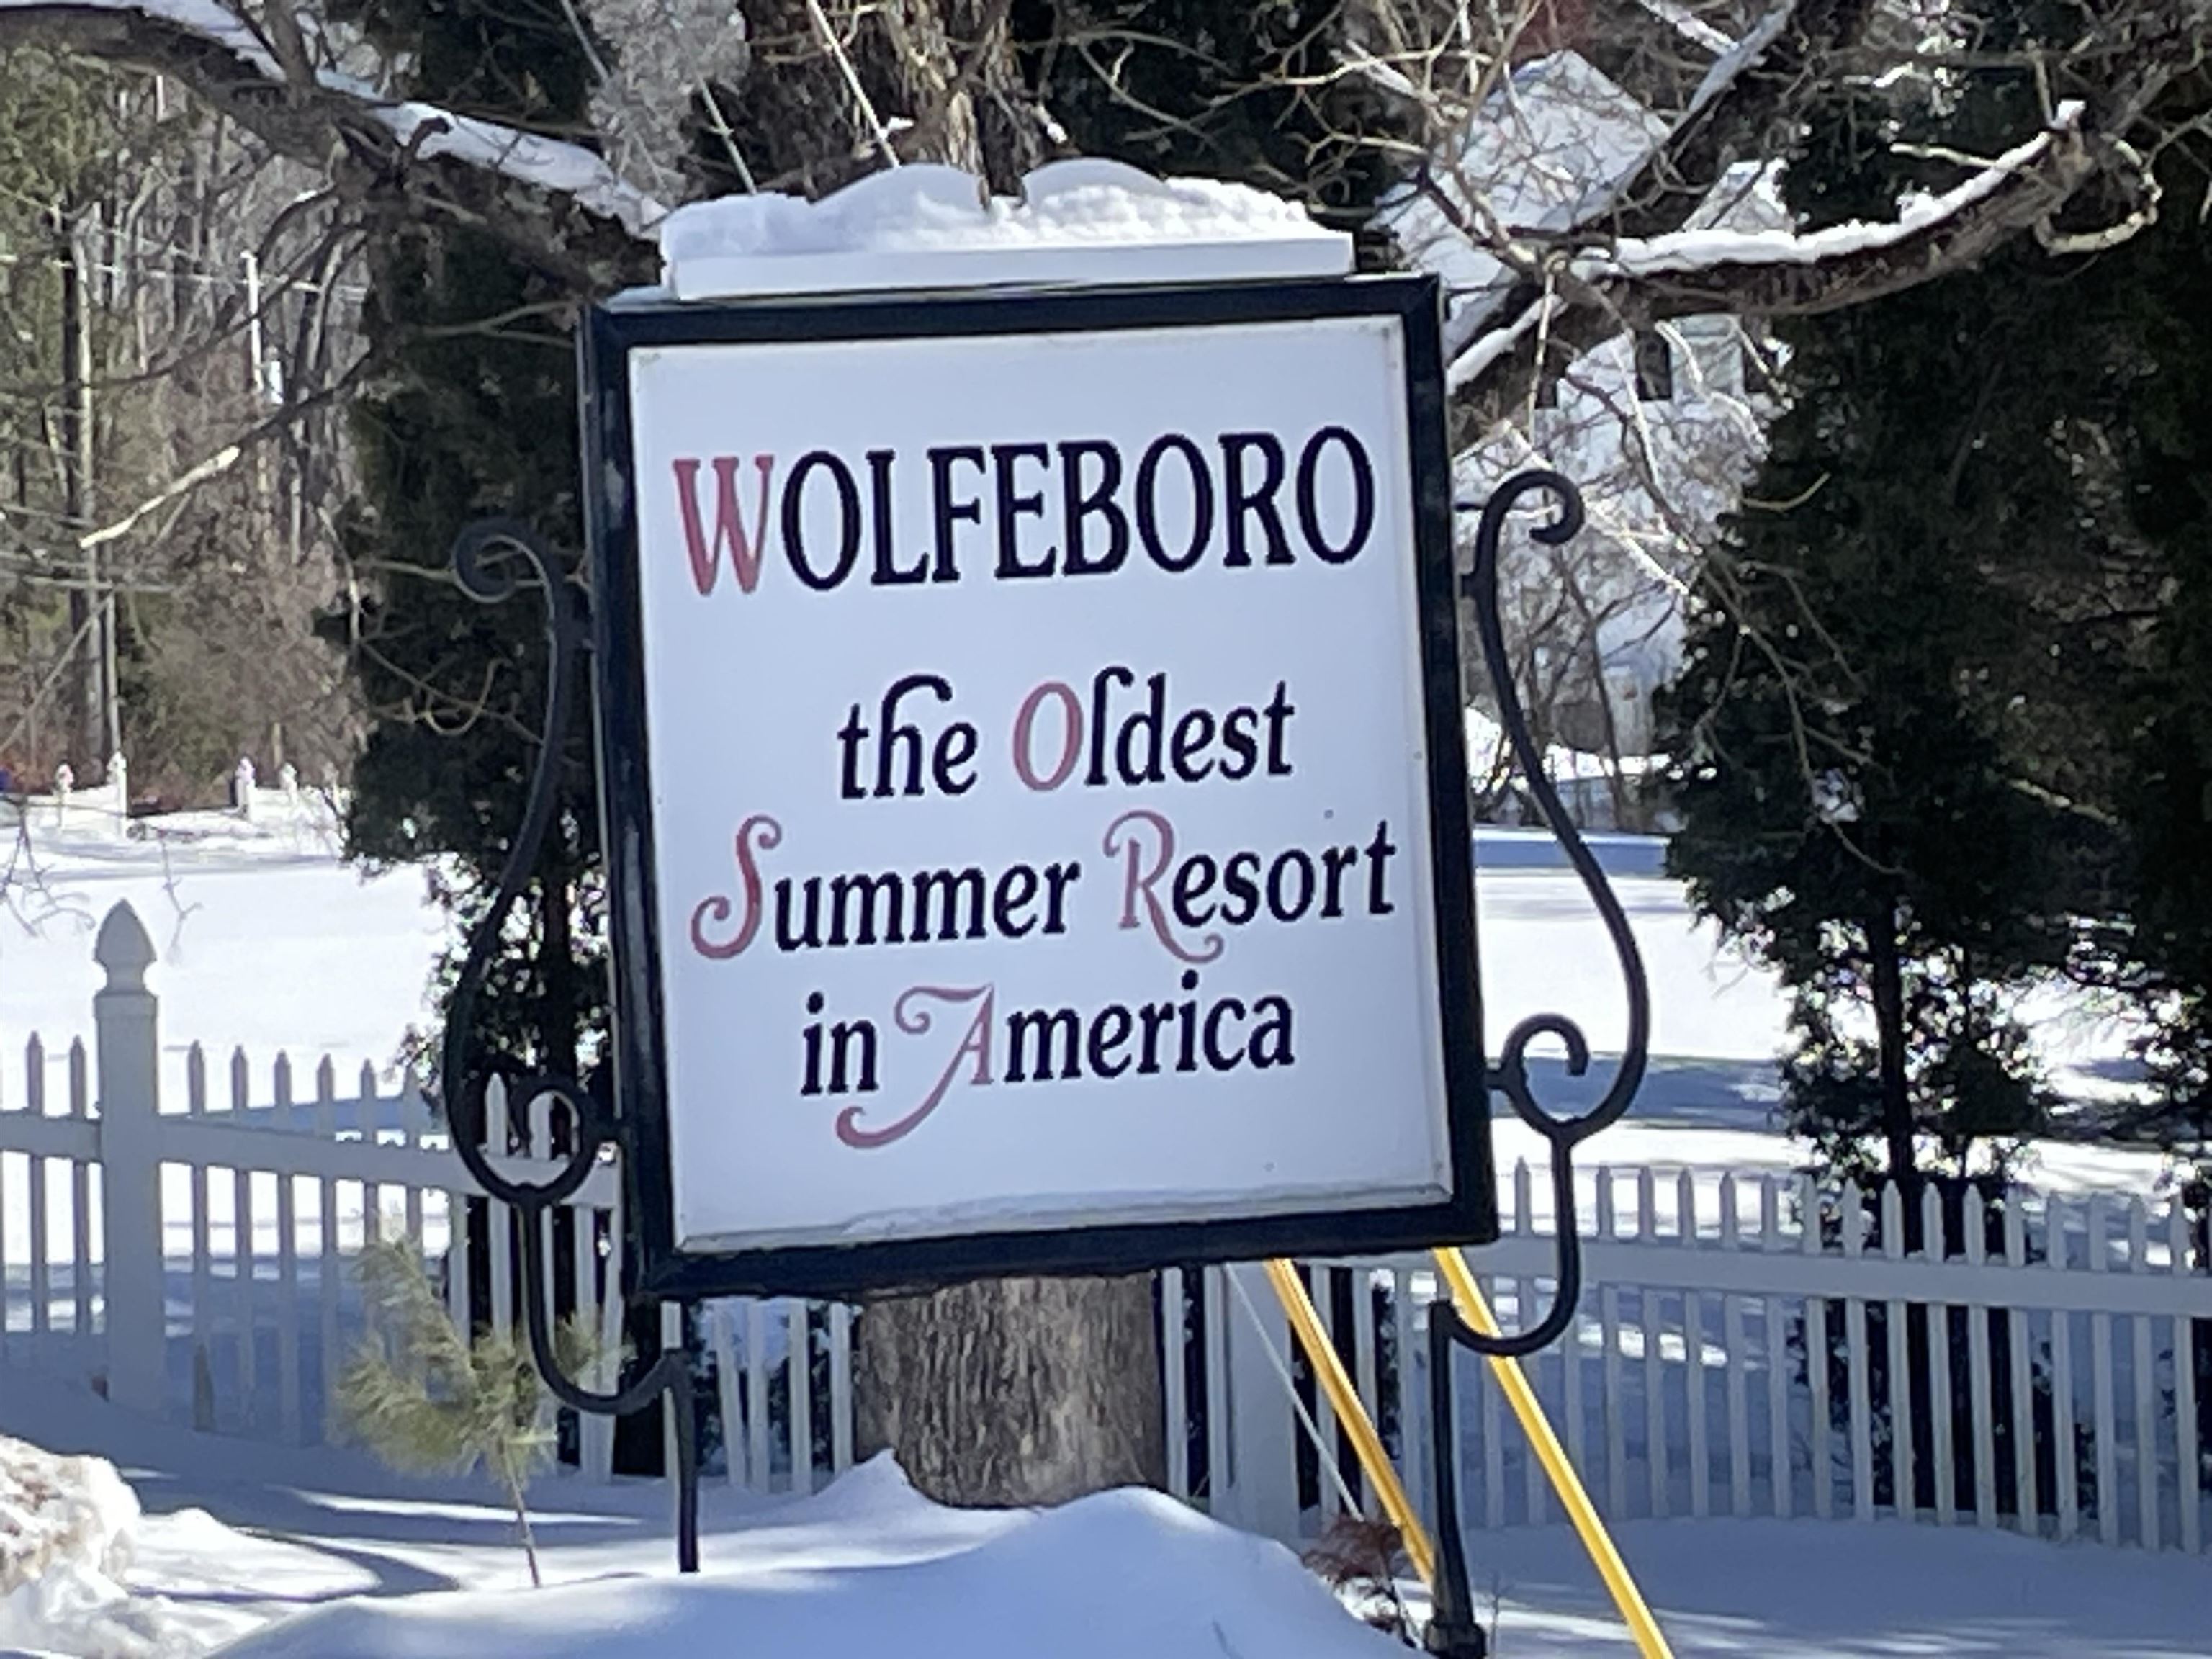 WOLFEBORO
the Oldest
Summer Resort
in America